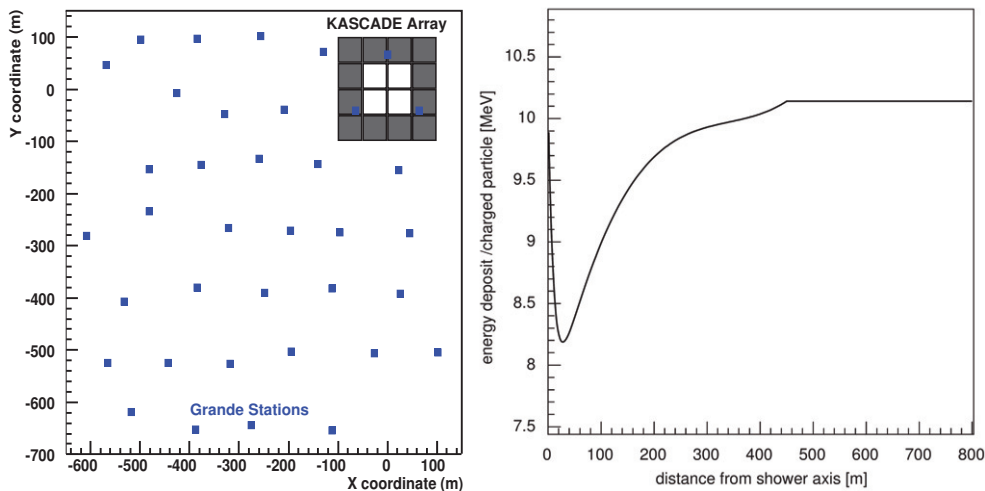 KASCADE Array
Y coordinate (m)
100
0
-100
-200
-300
-400
-500
-600
-700
Grande Stations
-600 -500 -400 -300 -200 -100 0 100
X coordinate (m)
energy deposit /charged particle [MeV]
10.5
10
9.5
9
8.5
8
7.5
0 100 200 300 400 500 600 700 800
distance from shower axis [m]